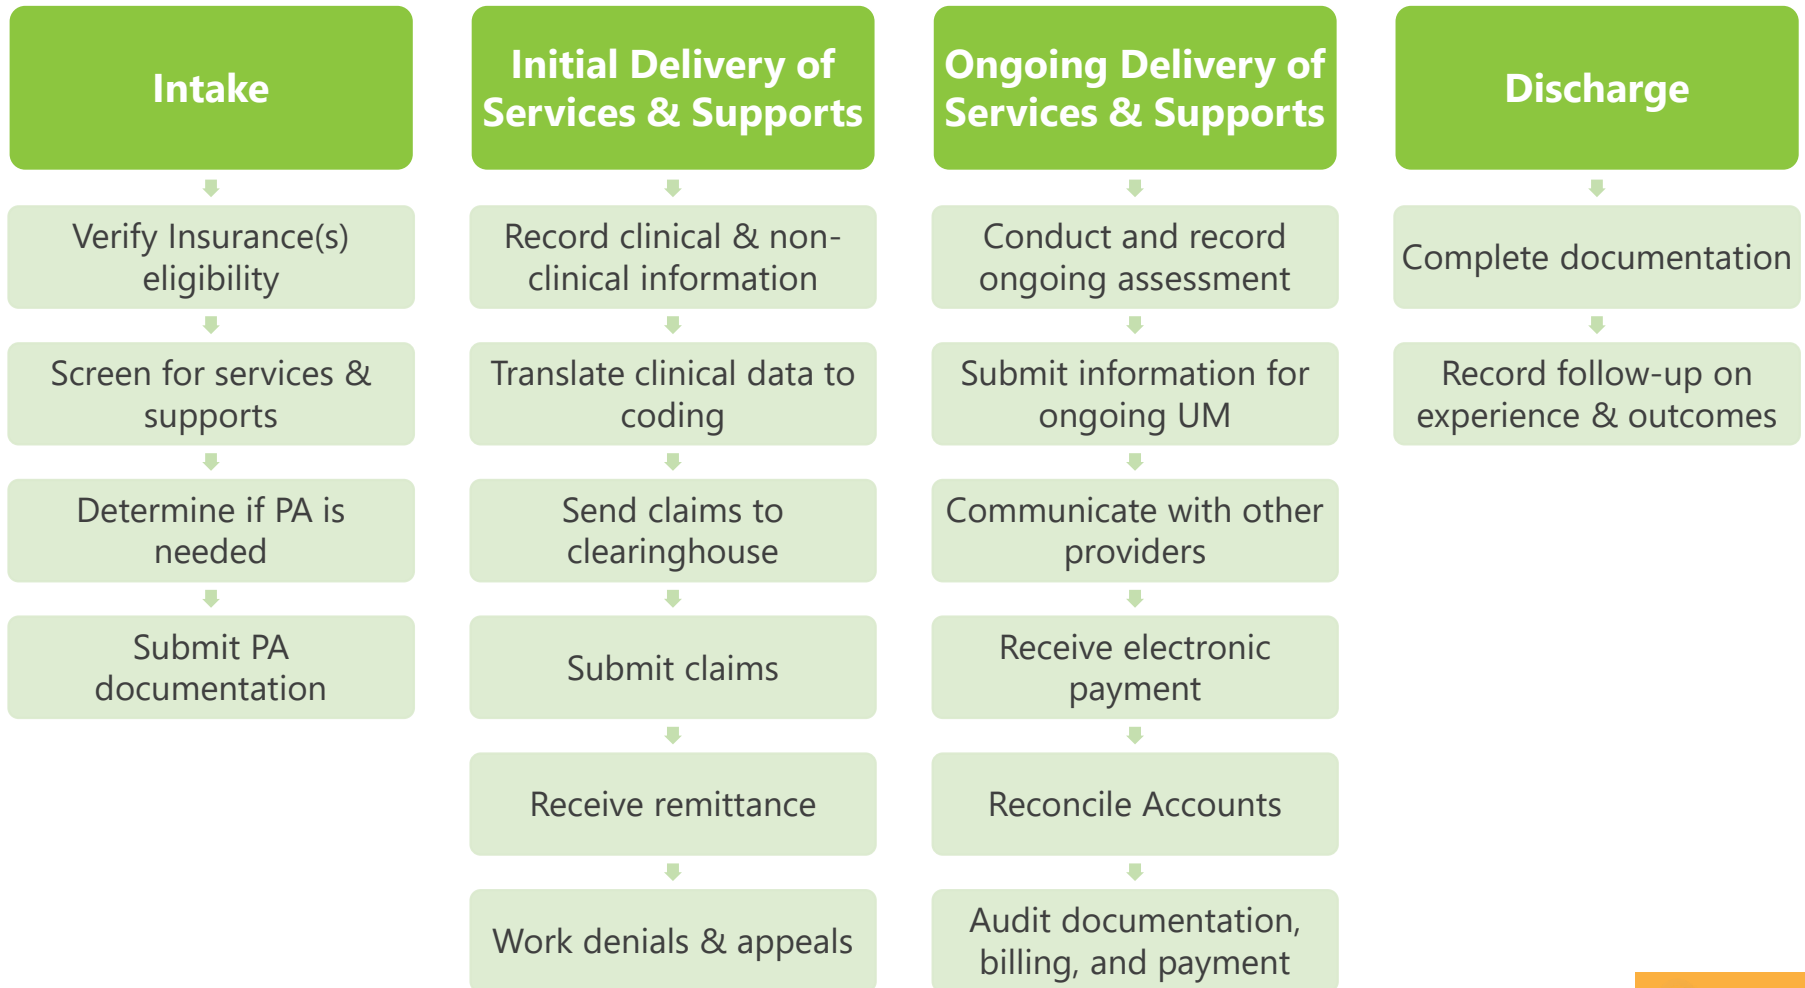 Intake
Verify Insurance(s)
eligibility
Screen for services &
supports
Determine if PA is
needed
Submit PA
documentation
Initial Delivery of
Services & Supports
Record clinical & non-
clinical information
Translate clinical data to
coding
Send claims to
clearinghouse
Submit claims
Receive remittance
Work denials & appeals
Ongoing Delivery of
Services & Supports
Conduct and record
ongoing assessment
Submit information for
ongoing UM
Communicate with other
providers
Receive electronic
payment
Reconcile Accounts
Audit documentation,
billing, and payment
Discharge
Complete documentation
Record follow-up on
experience & outcomes